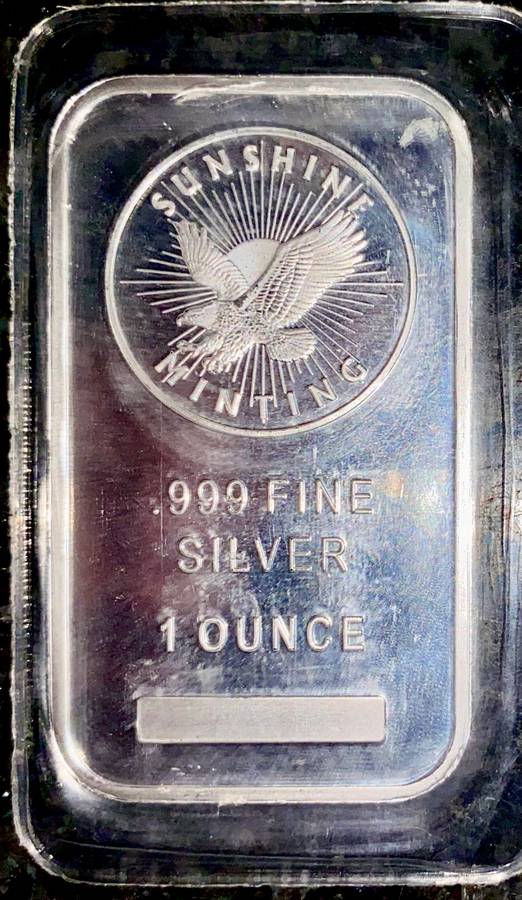 SUNSHINE
MINTING
.999 FINE
SILVER
1 OUNCE